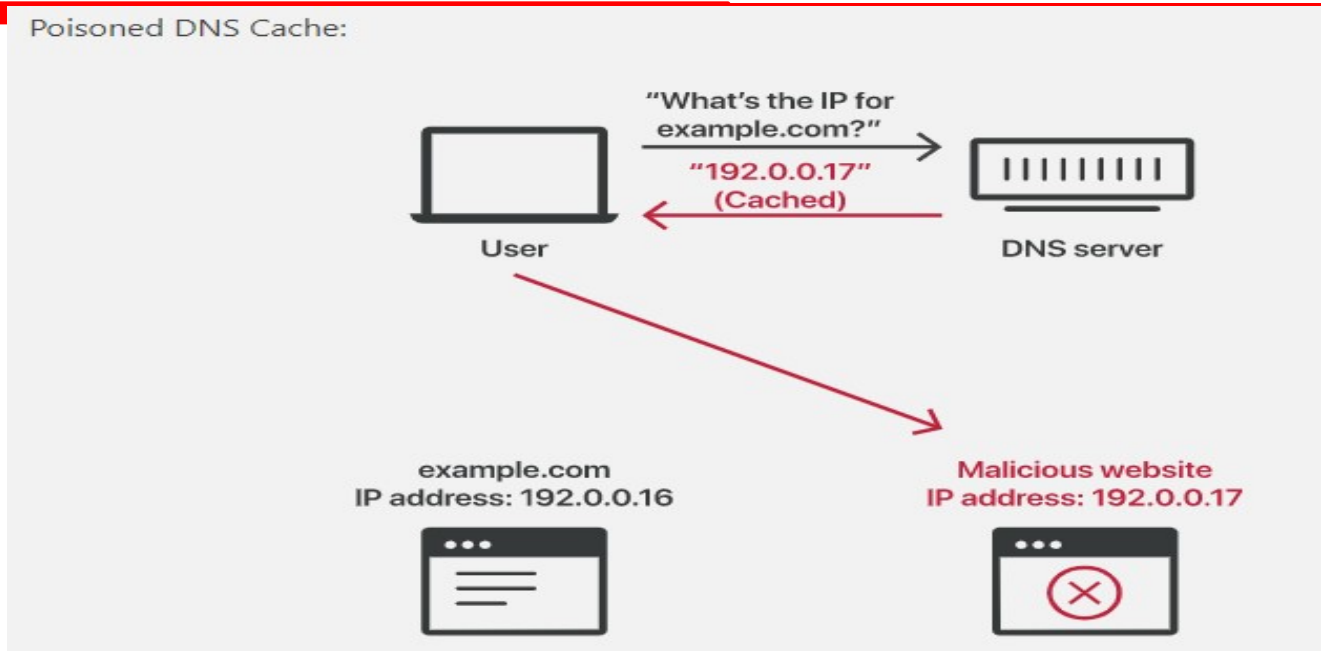 Poisoned DNS Cache:
"What's the IP for
example.com?"
"192.0.0.17"
(Cached)
User
DNS server
example.com
IP address: 192.0.0.16
Malicious website
IP address: 192.0.0.17